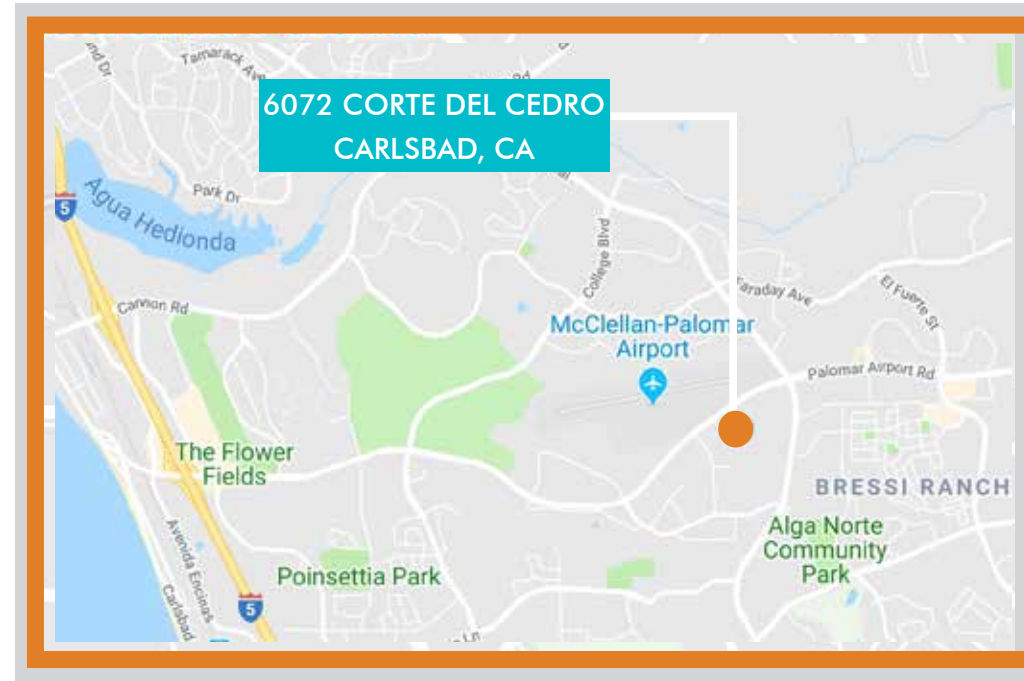 Tamarack Ave
6072 CORTE DEL CEDRO
CARLSBAD, CA
Park Dr
5
Agua Hedionda
College Blvd
Faraday Ave
El Fuerte St
Cannon Rd
McClellan-Palomar
Airport
Palomar Airport Rd
The Flower
Fields
BRESSI RANCH
Alga Norte
Community
Park
Avenida Encinas
Poinsettia Park
Carlsbad
5